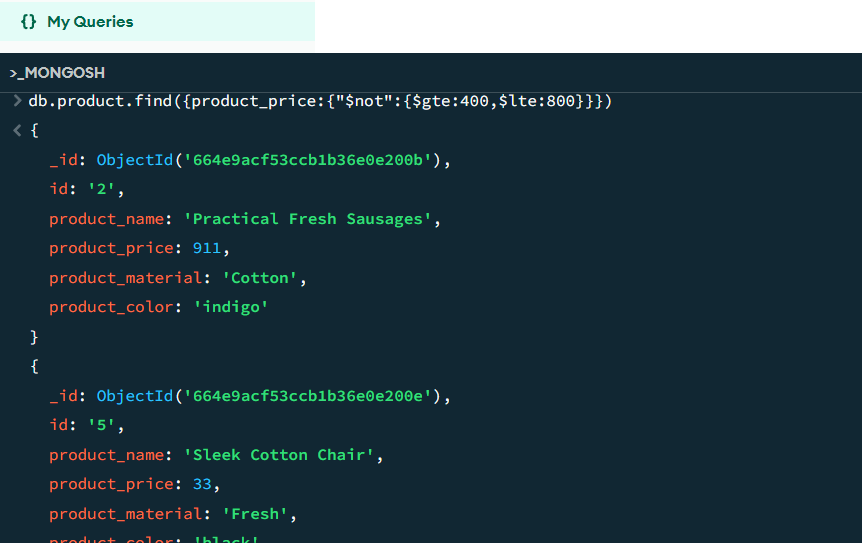 {} My Queries
>_MONGOSH
> db.product.find({product_price:{"$not":{$gte:400,$lte:800}}})
< {
_id: ObjectId('664e9acf53ccb1b36e0e200b'),
id: '2',
product_name: 'Practical Fresh Sausages',
product_price: 911,
product_material: 'Cotton',
product_color: 'indigo'
}
{
_id: ObjectId('664e9acf53ccb1b36e0e200e'),
id: '5',
product_name: 'Sleek Cotton Chair',
product_price: 33,
product_material: 'Fresh',
product_color: 'black'